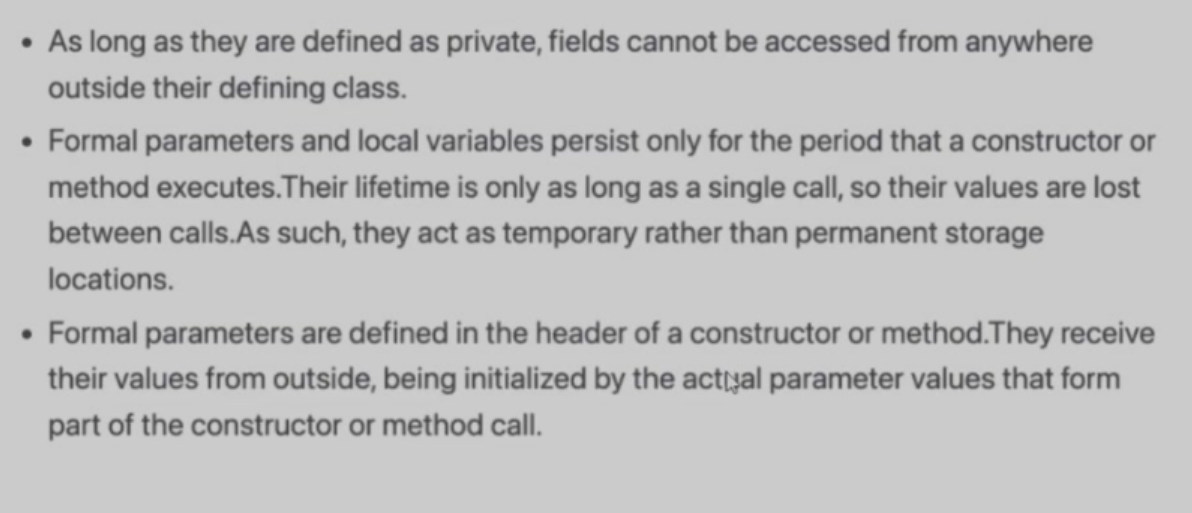 • As long as they are defined as private, fields cannot be accessed from anywhere
outside their defining class.
• Formal parameters and local variables persist only for the period that a constructor or
method executes.Their lifetime is only as long as a single call, so their values are lost
between calls.As such, they act as temporary rather than permanent storage
locations.
• Formal parameters are defined in the header of a constructor or method.They receive
their values from outside, being initialized by the actual parameter values that form
part of the constructor or method call.